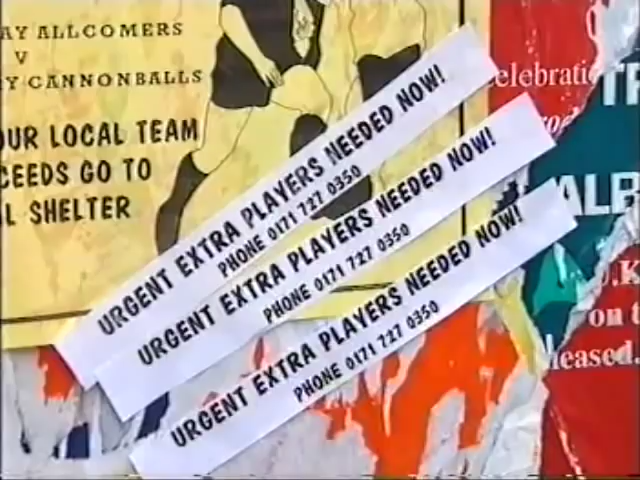 AY ALLCOMERS
V
Y CANNONBALLS
OUR LOCAL TEAM
CEEDS GO TO
L SHELTER
URGENT EXTRA PLAYERS NEEDED NOW!
PHONE 0171 727 0350
URGENT EXTRA PLAYERS NEEDED NOW!
PHONE 0171 727 0350
URGENT EXTRA PLAYERS NEEDED NOW!
PHONE 0171 727 0350
elebratio
TR
ALB
U.K
on t
leased.